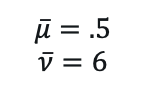 μ̄ = .5
ν̄ = 6